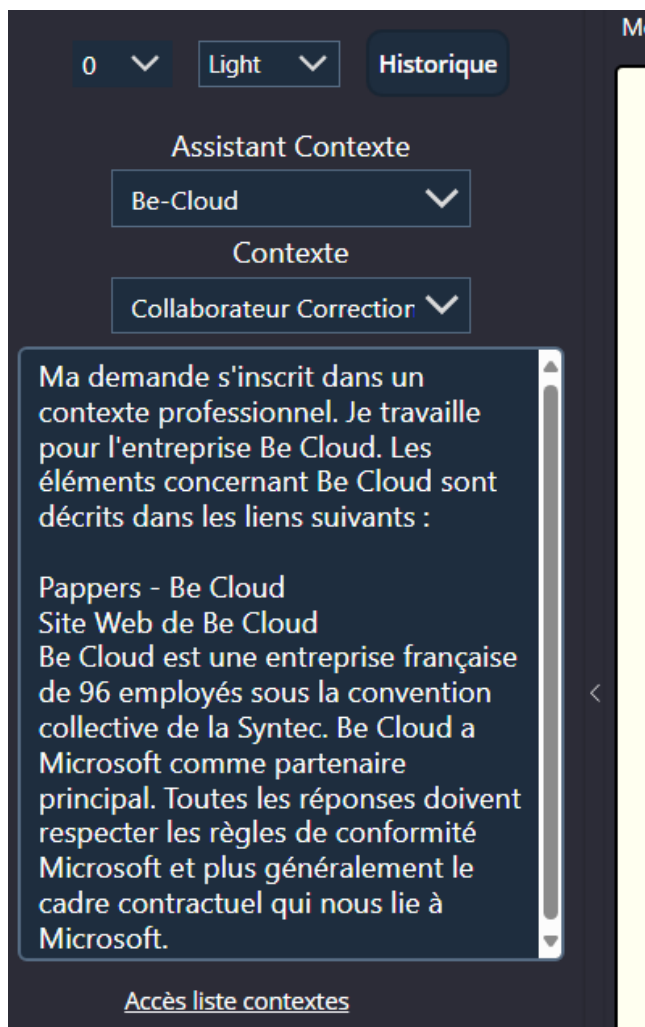 0
Light
Historique
Assistant Contexte
Be-Cloud
Contexte
Collaborateur Correction
Ma demande s'inscrit dans un
contexte professionnel. Je travaille
pour l'entreprise Be Cloud. Les
éléments concernant Be Cloud sont
décrits dans les liens suivants :
Pappers - Be Cloud
Site Web de Be Cloud
Be Cloud est une entreprise française
de 96 employés sous la convention
collective de la Syntec. Be Cloud a
Microsoft comme partenaire
principal. Toutes les réponses doivent
respecter les règles de conformité
Microsoft et plus généralement le
cadre contractuel qui nous lie à
Microsoft.
Accès liste contextes